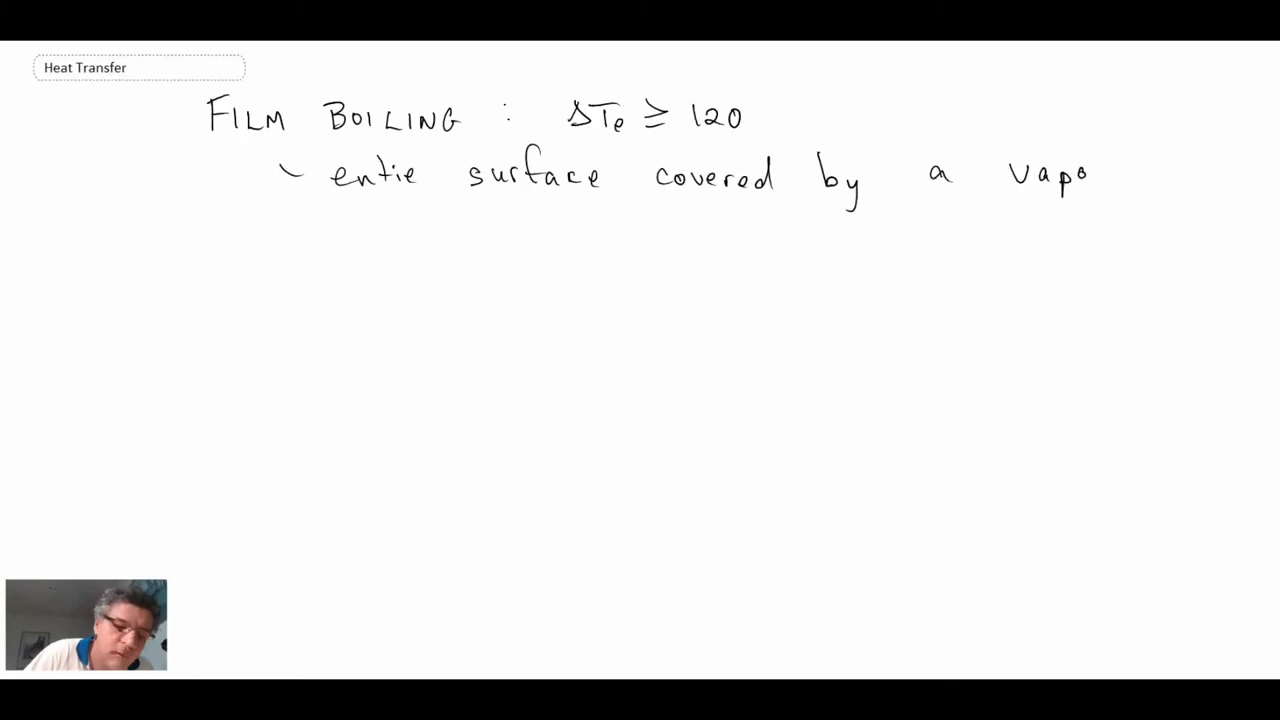 Heat Transfer
FILM BOILING : ΔTe ≥ 120
entie surface covered by a vapo